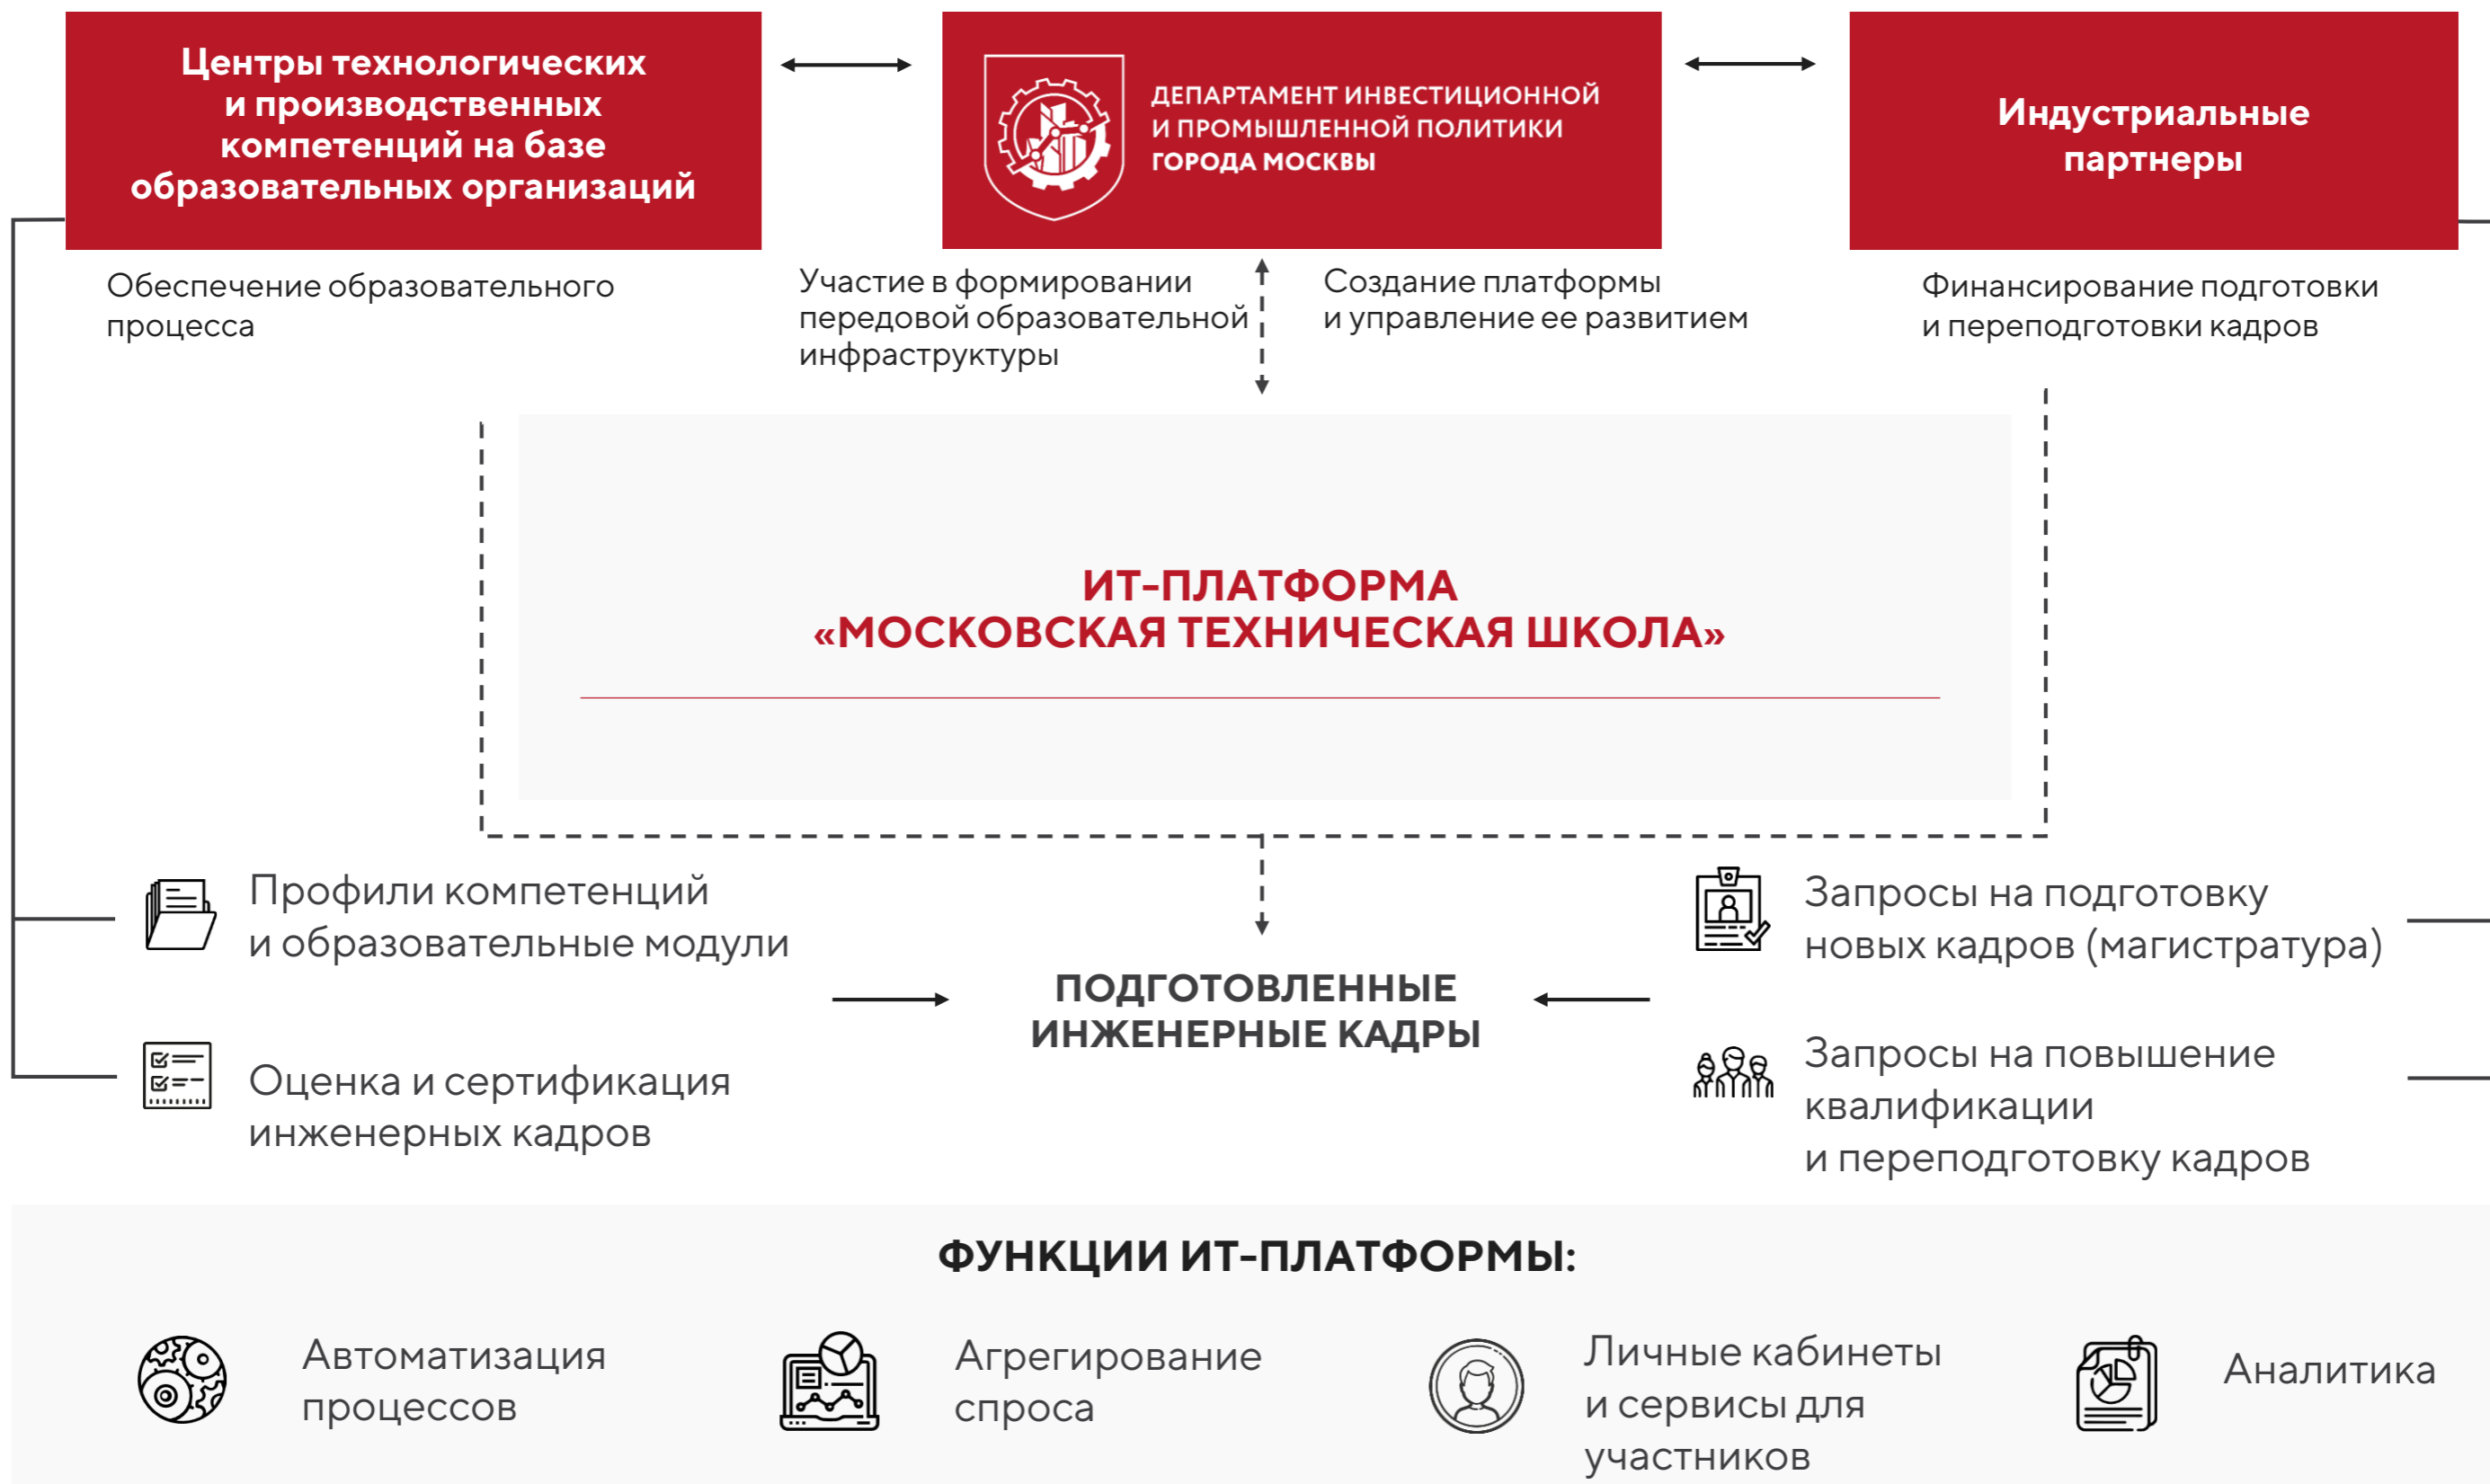 Центры технологических
и производственных
компетенций на базе
образовательных организаций
ДЕПАРТАМЕНТ ИНВЕСТИЦИОННОЙ
И ПРОМЫШЛЕННОЙ ПОЛИТИКИ
ГОРОДА МОСКВЫ
Индустриальные
партнеры
Обеспечение образовательного
процесса
Участие в формировании
передовой образовательной
инфраструктуры
Создание платформы
и управление ее развитием
Финансирование подготовки
и переподготовки кадров
ИТ-ПЛАТФОРМА
«МОСКОВСКАЯ ТЕХНИЧЕСКАЯ ШКОЛА»
Профили компетенций
и образовательные модули
Оценка и сертификация
инженерных кадров
ПОДГОТОВЛЕННЫЕ
ИНЖЕНЕРНЫЕ КАДРЫ
Запросы на подготовку
новых кадров (магистратура)
Запросы на повышение
квалификации
и переподготовку кадров
ФУНКЦИИ ИТ-ПЛАТФОРМЫ:
Автоматизация
процессов
Агрегирование
спроса
Личные кабинеты
и сервисы для
участников
Аналитика